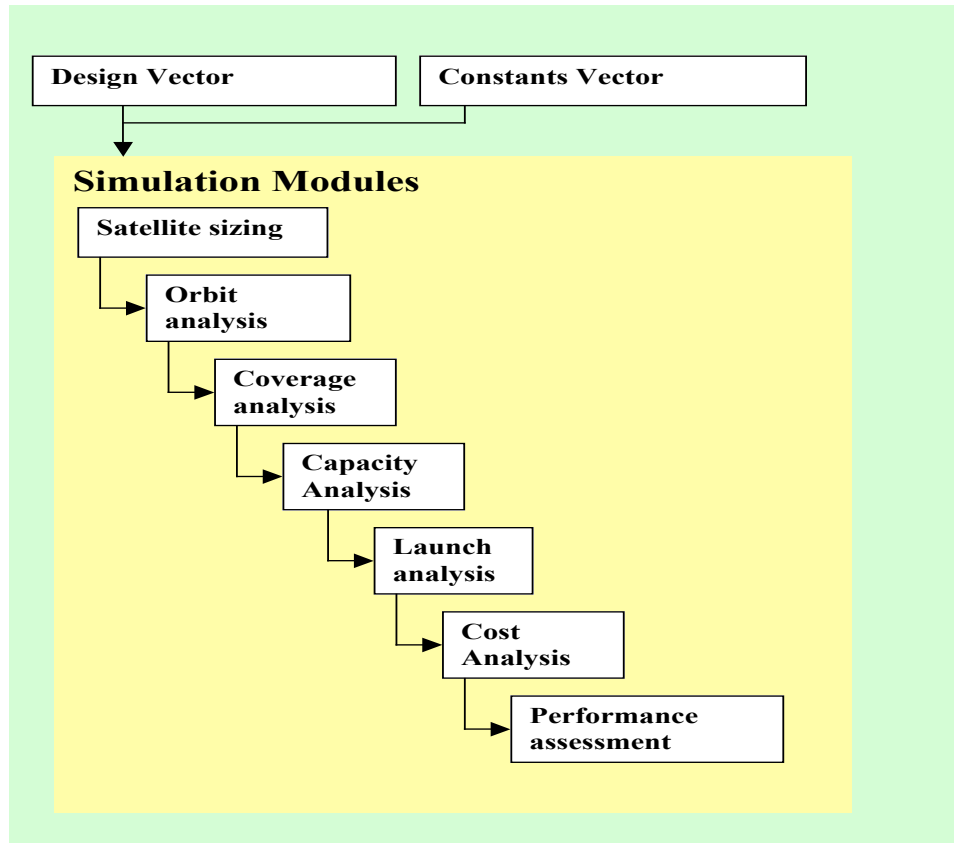 Design Vector
Constants Vector
Simulation Modules
Satellite sizing
Orbit
analysis
Coverage
analysis
Capacity
Analysis
Launch
analysis
Cost
Analysis
Performance
assessment